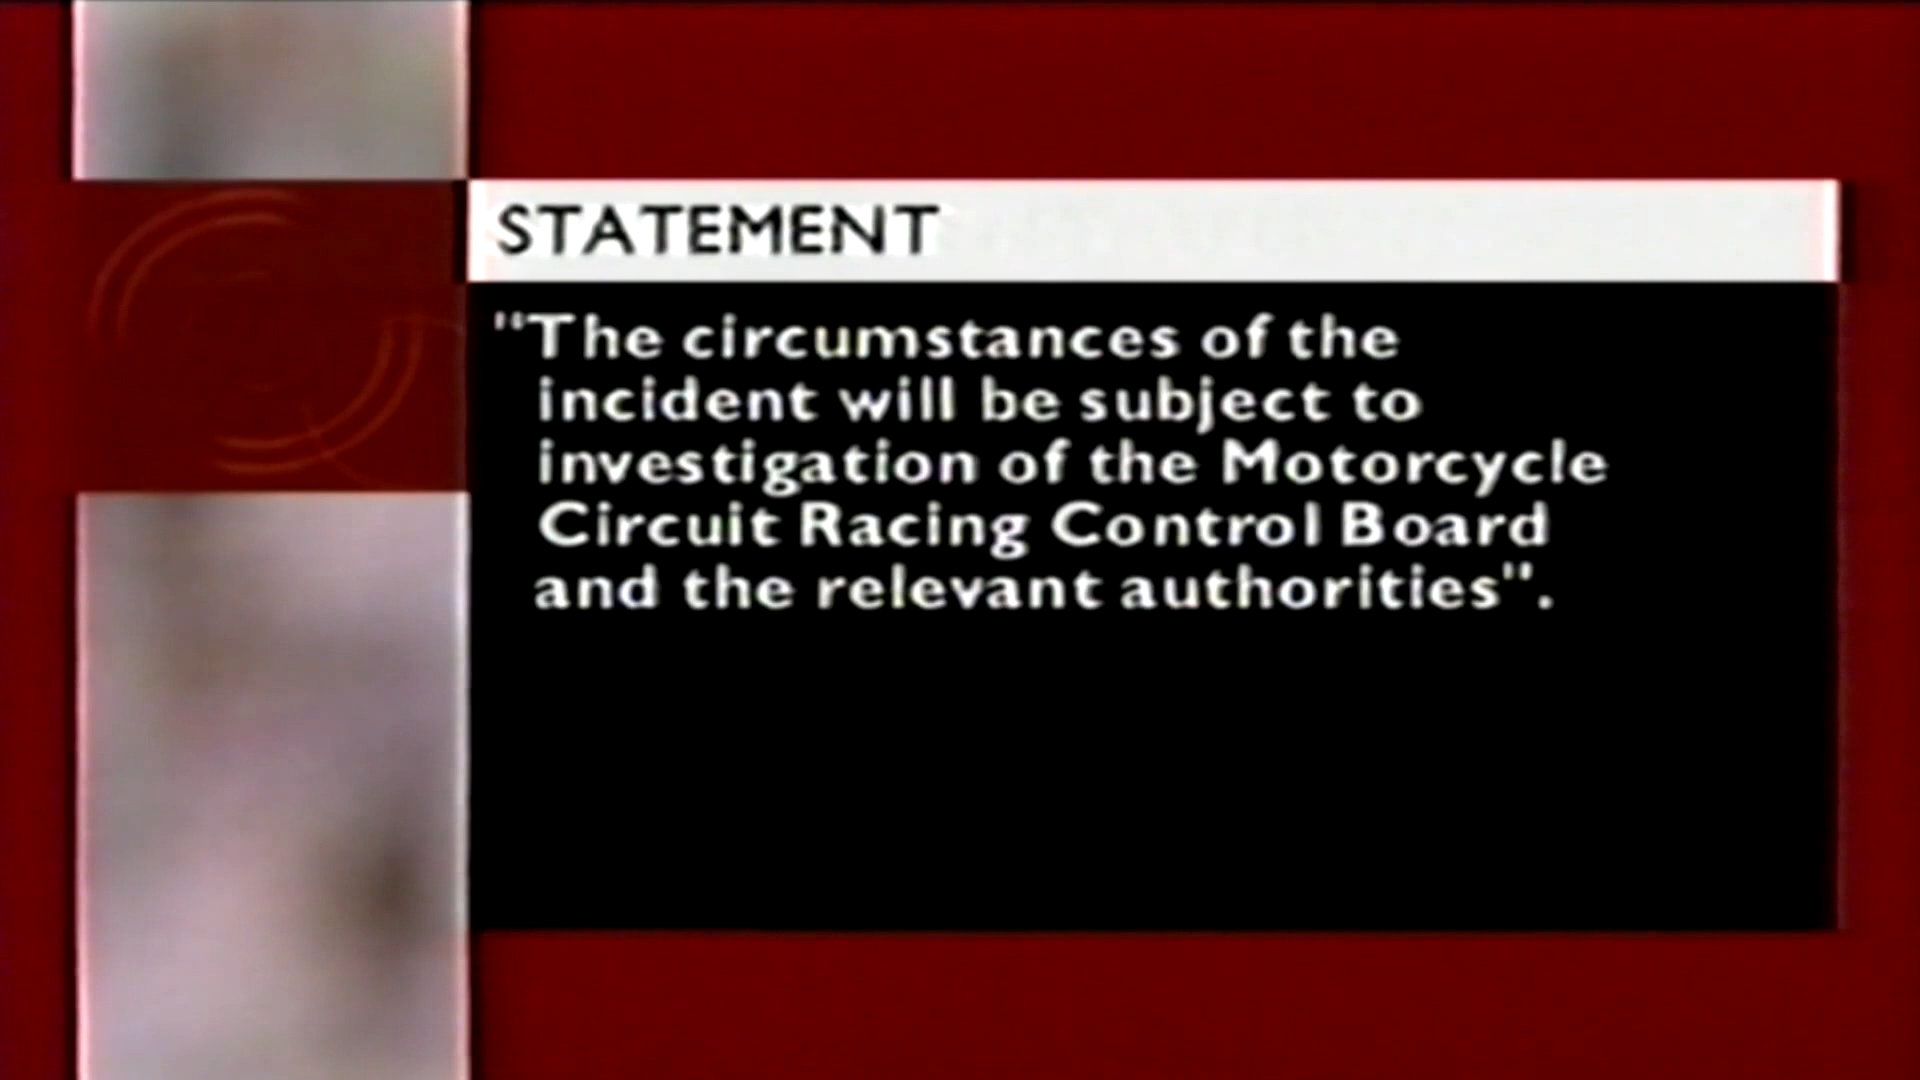 STATEMENT
"The circumstances of the
incident will be subject to
investigation of the Motorcycle
Circuit Racing Control Board
and the relevant authorities".